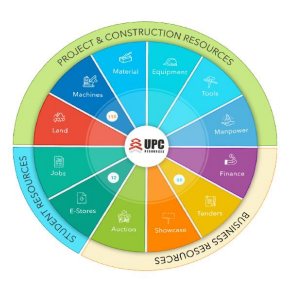 PROJECT & CONSTRUCTION RESOURCES
Material
Equipment
Machines
Tools
Land
Manpower
UPC
RESOURCES
Jobs
Finance
E-Stores
Tenders
Auction
Showcase
STUDENT RESOURCES
BUSINESS RESOURCES